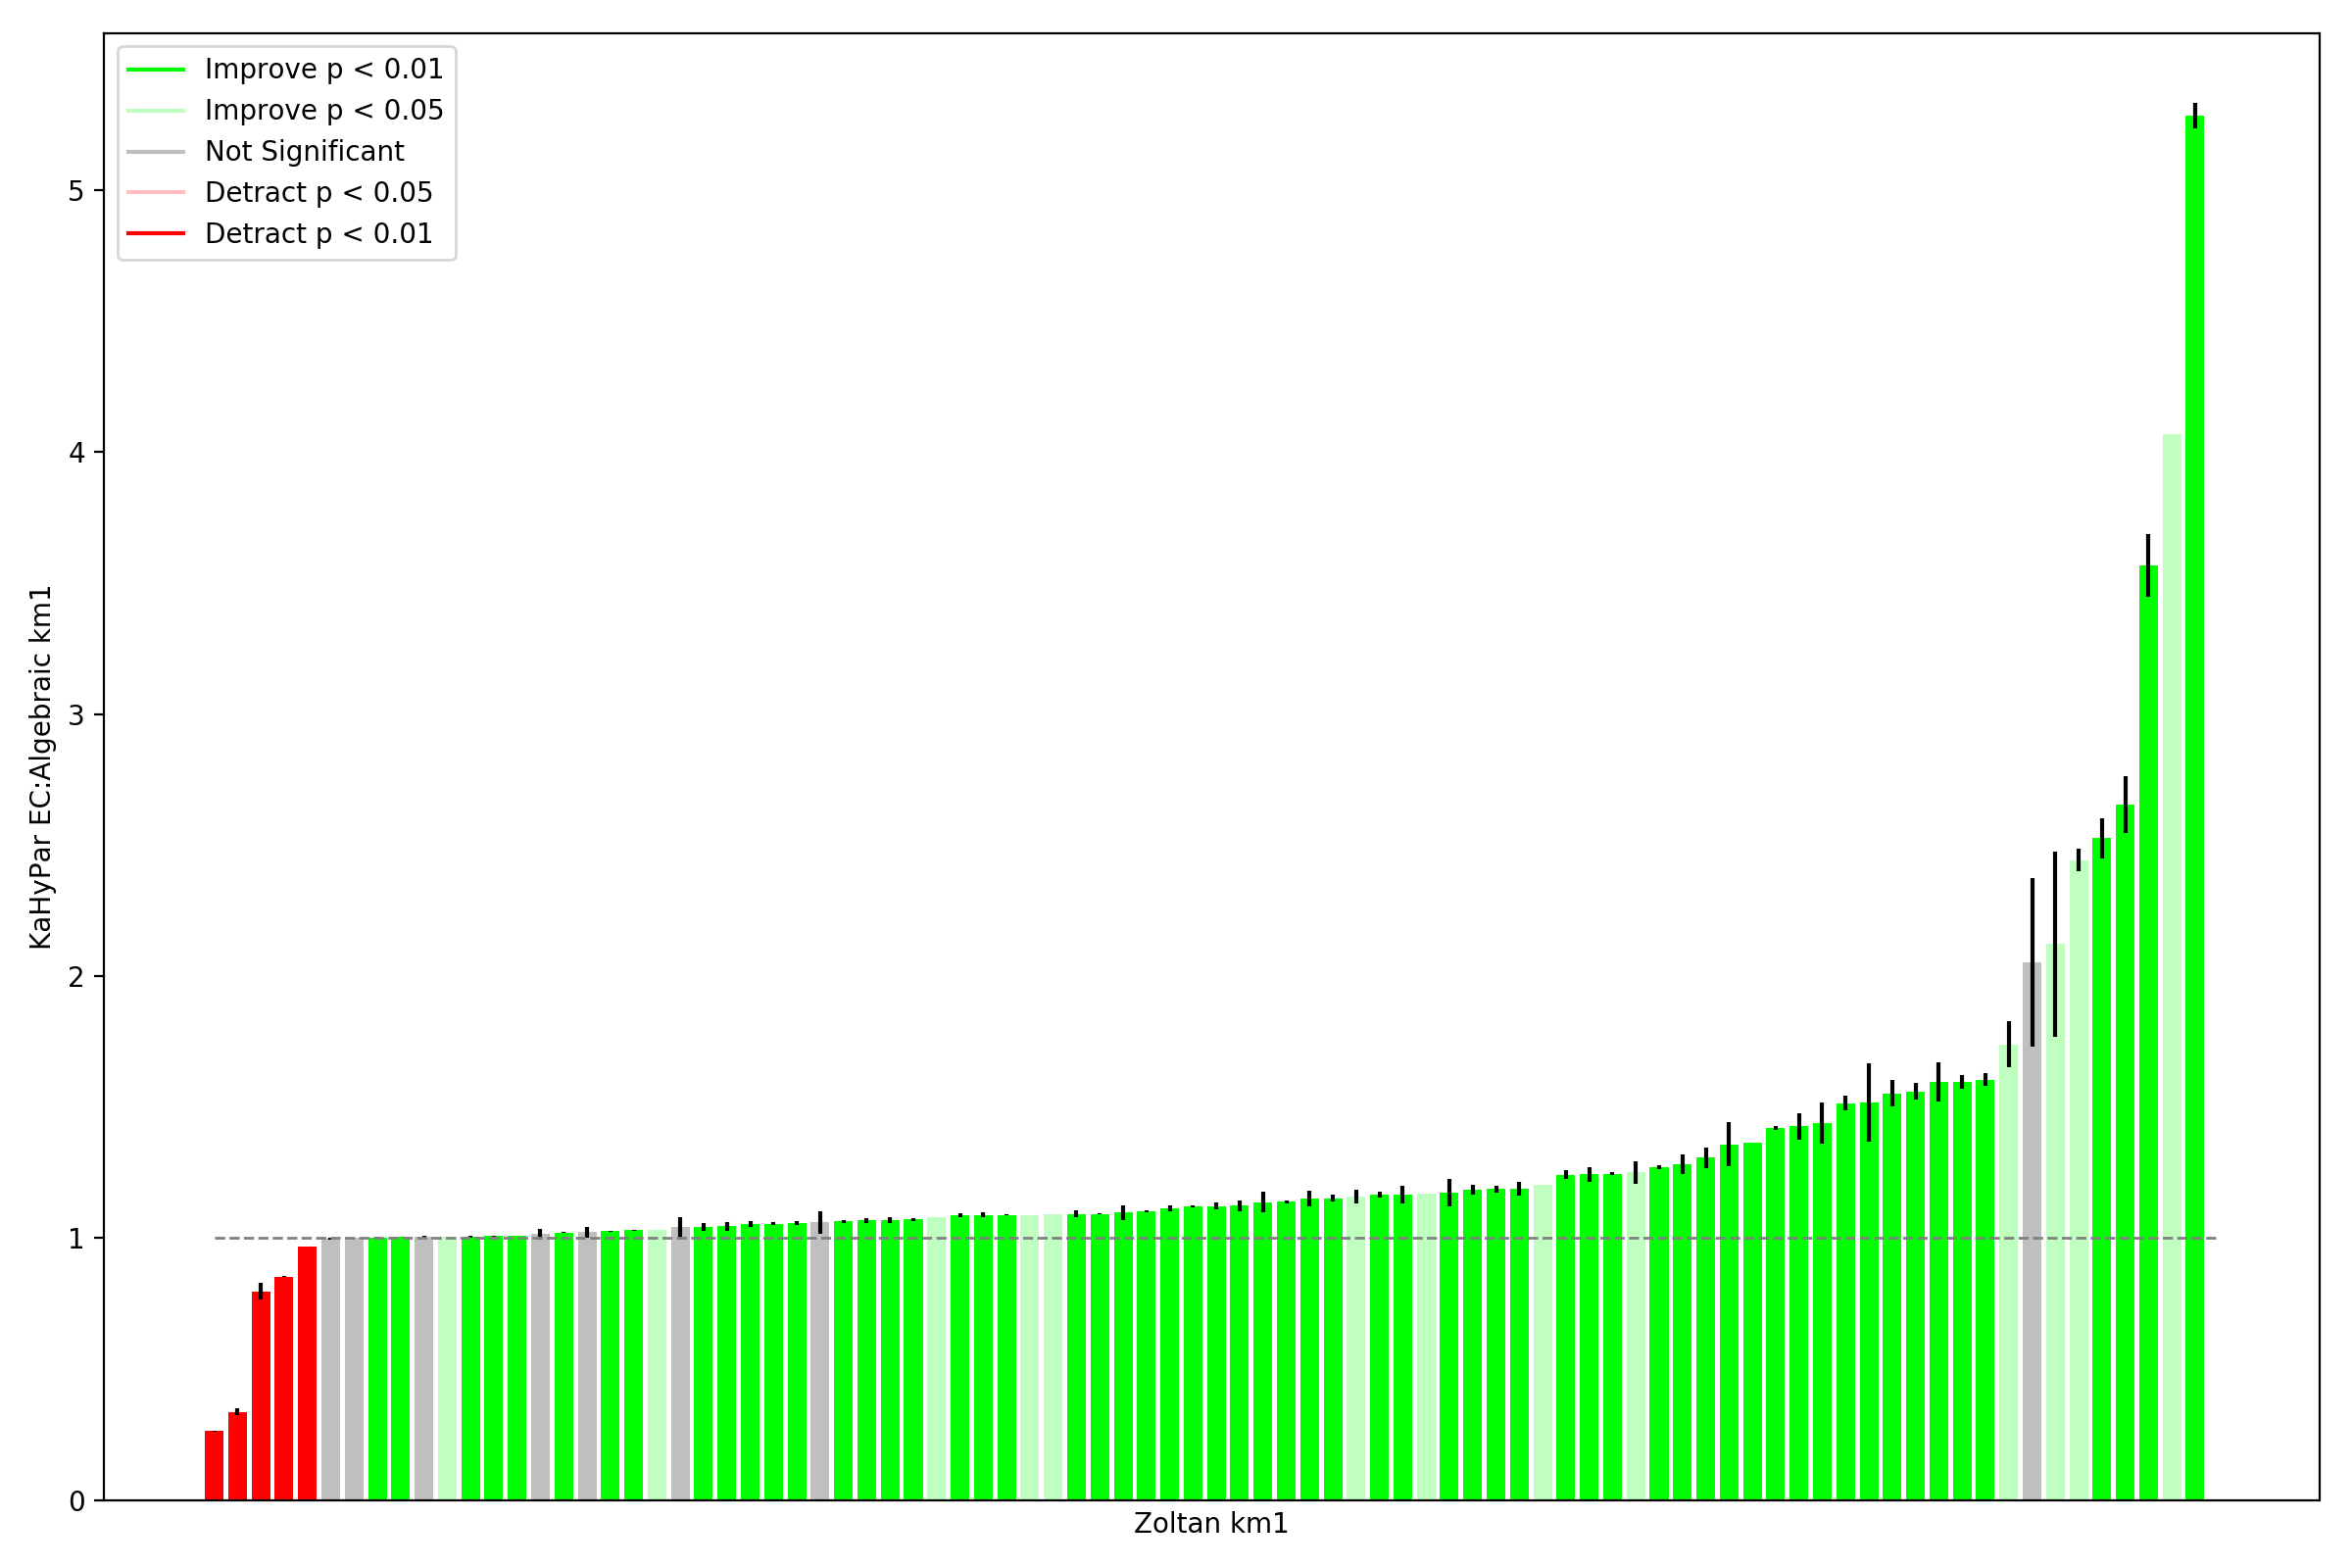 Improve p < 0.01
Improve p < 0.05
Not Significant
Detract p < 0.05
Detract p < 0.01
KaHyPar EC:Algebraic km1
5
4
3
2
1
0
Zoltan km1